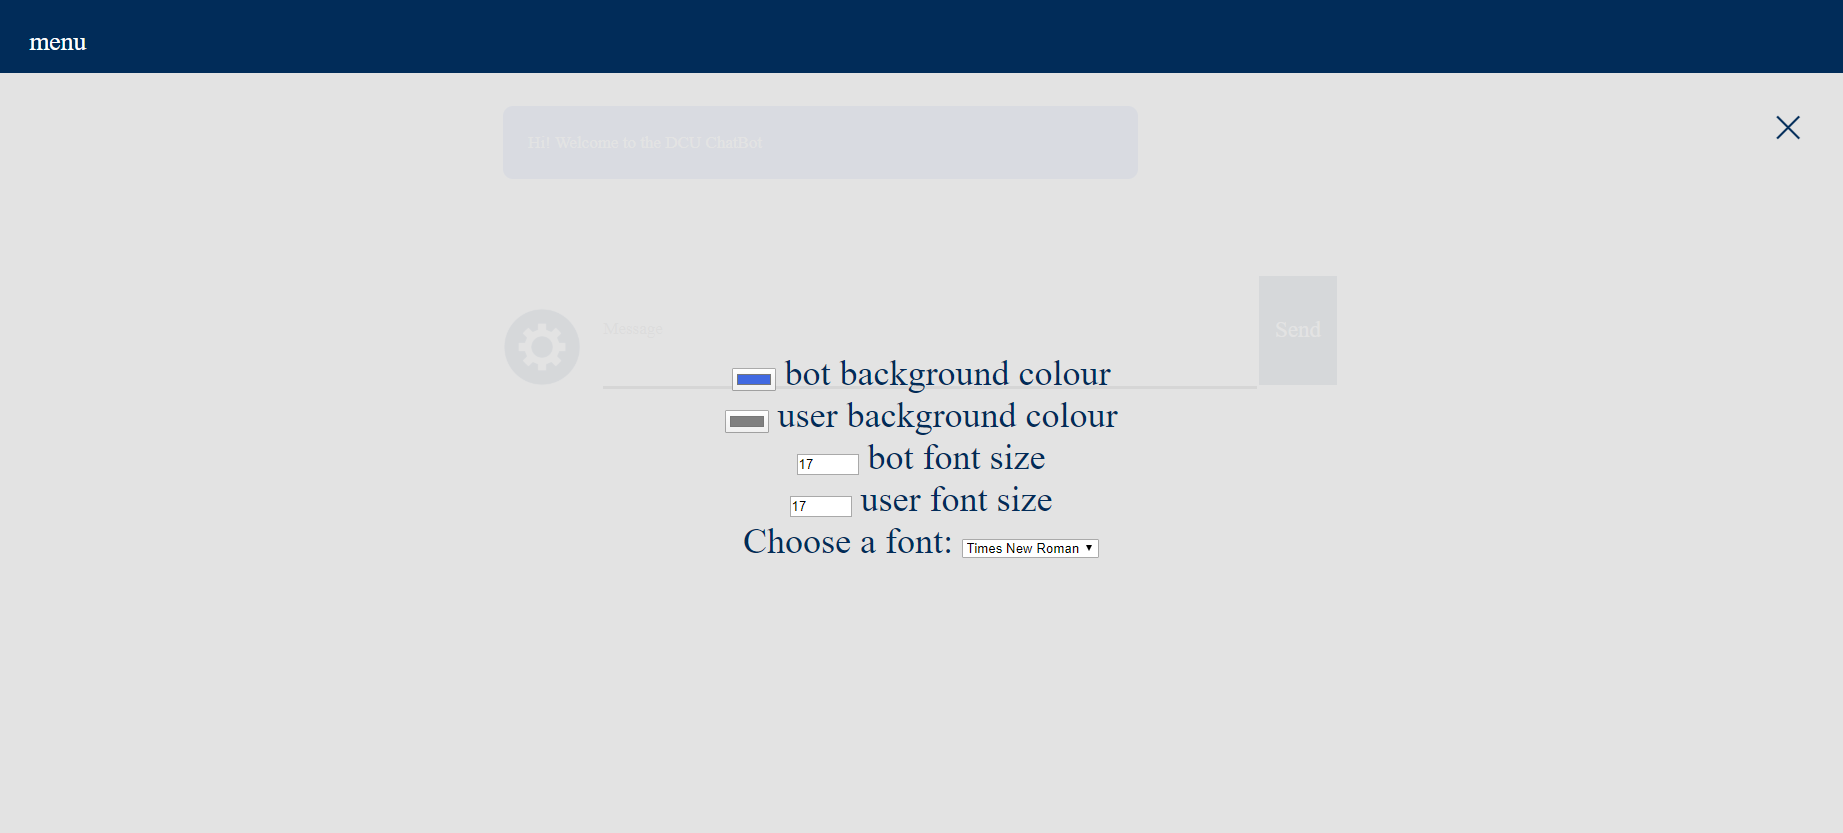 menu
Hi! Welcome to the DCU ChatBot
Message
Send
bot background colour
user background colour
17 bot font size
17 user font size
Choose a font: Times New Roman